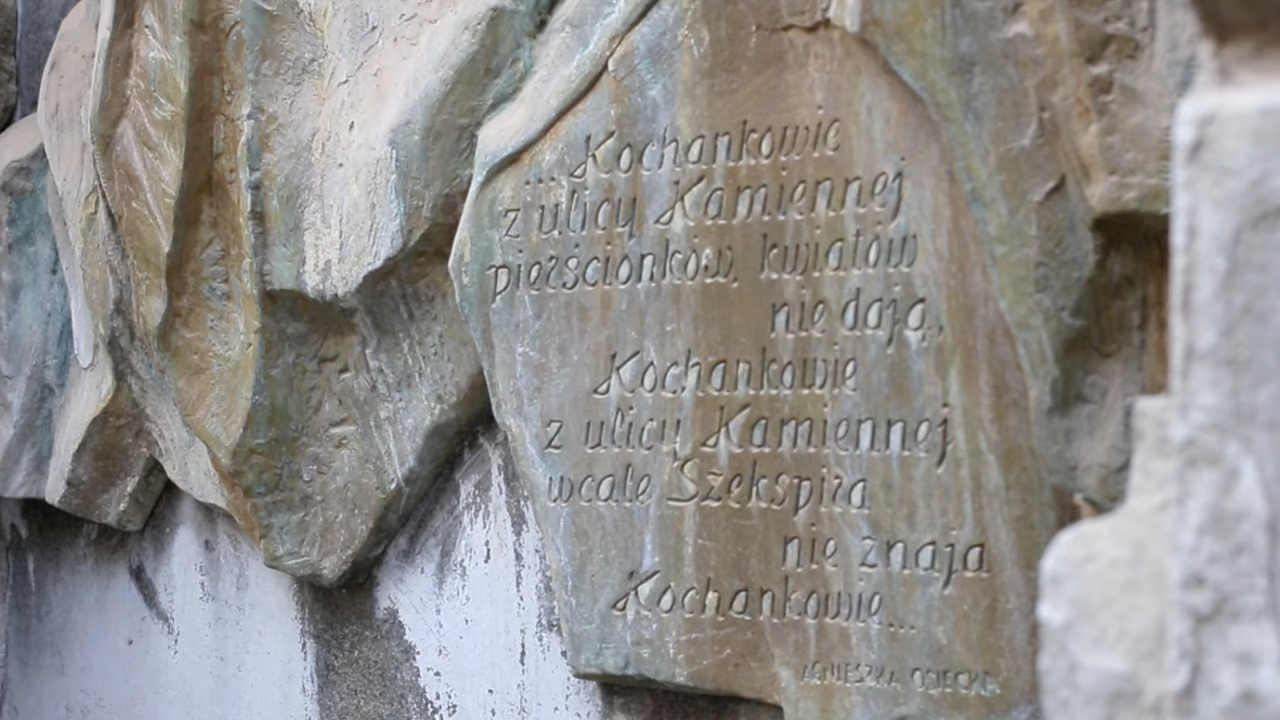 ...Kochankowie
z ulicy Kamiennej
pierścionków, kwiatów
nie dają,
Kochankowie
z ulicy Kamiennej
wcale Szekspira
nie znają
Kochankowie...
AGNIESZKA OSIECKA